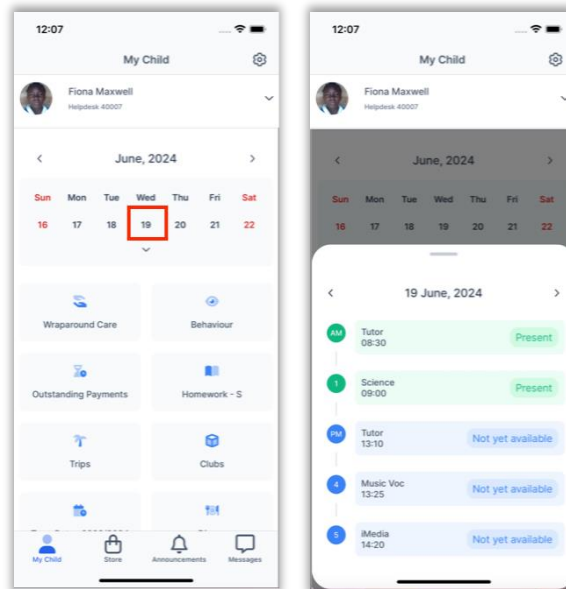 12:07
My Child
Fiona Maxwell
Helpdesk 40007
June, 2024
Sun Mon Tue Wed Thu Fri Sat
16 17 18 19 20 21 22
Wraparound Care
Behaviour
Outstanding Payments
Homework - S
Trips
Clubs
My Child
Store
Announcements
Messages
12:07
My Child
Fiona Maxwell
Helpdesk 40007
June, 2024
Sun Mon Tue Wed Thu Fri Sat
16 17 18 19 20 21 22
19 June, 2024
AM
Tutor
08:30
Present
1
Science
09:00
Present
PM
Tutor
13:10
Not yet available
4
Music Voc
13:25
Not yet available
5
iMedia
14:20
Not yet available